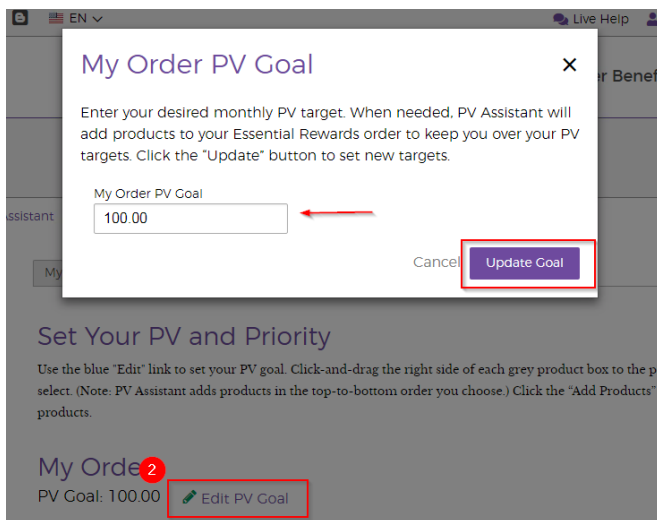 EN
Live Help
My Order PV Goal
er Benef
Enter your desired monthly PV target. When needed, PV Assistant will
add products to your Essential Rewards order to keep you over your PV
targets. Click the "Update" button to set new targets.
My Order PV Goal
ssistant
100.00
Cancel
Update Goal
My
Set Your PV and Priority
Use the blue "Edit" link to set your PV goal. Click-and-drag the right side of each grey product box to the p
select. (Note: PV Assistant adds products in the top-to-bottom order you choose.) Click the "Add Products"
products.
My Orde
2
PV Goal: 100.00
Edit PV Goal